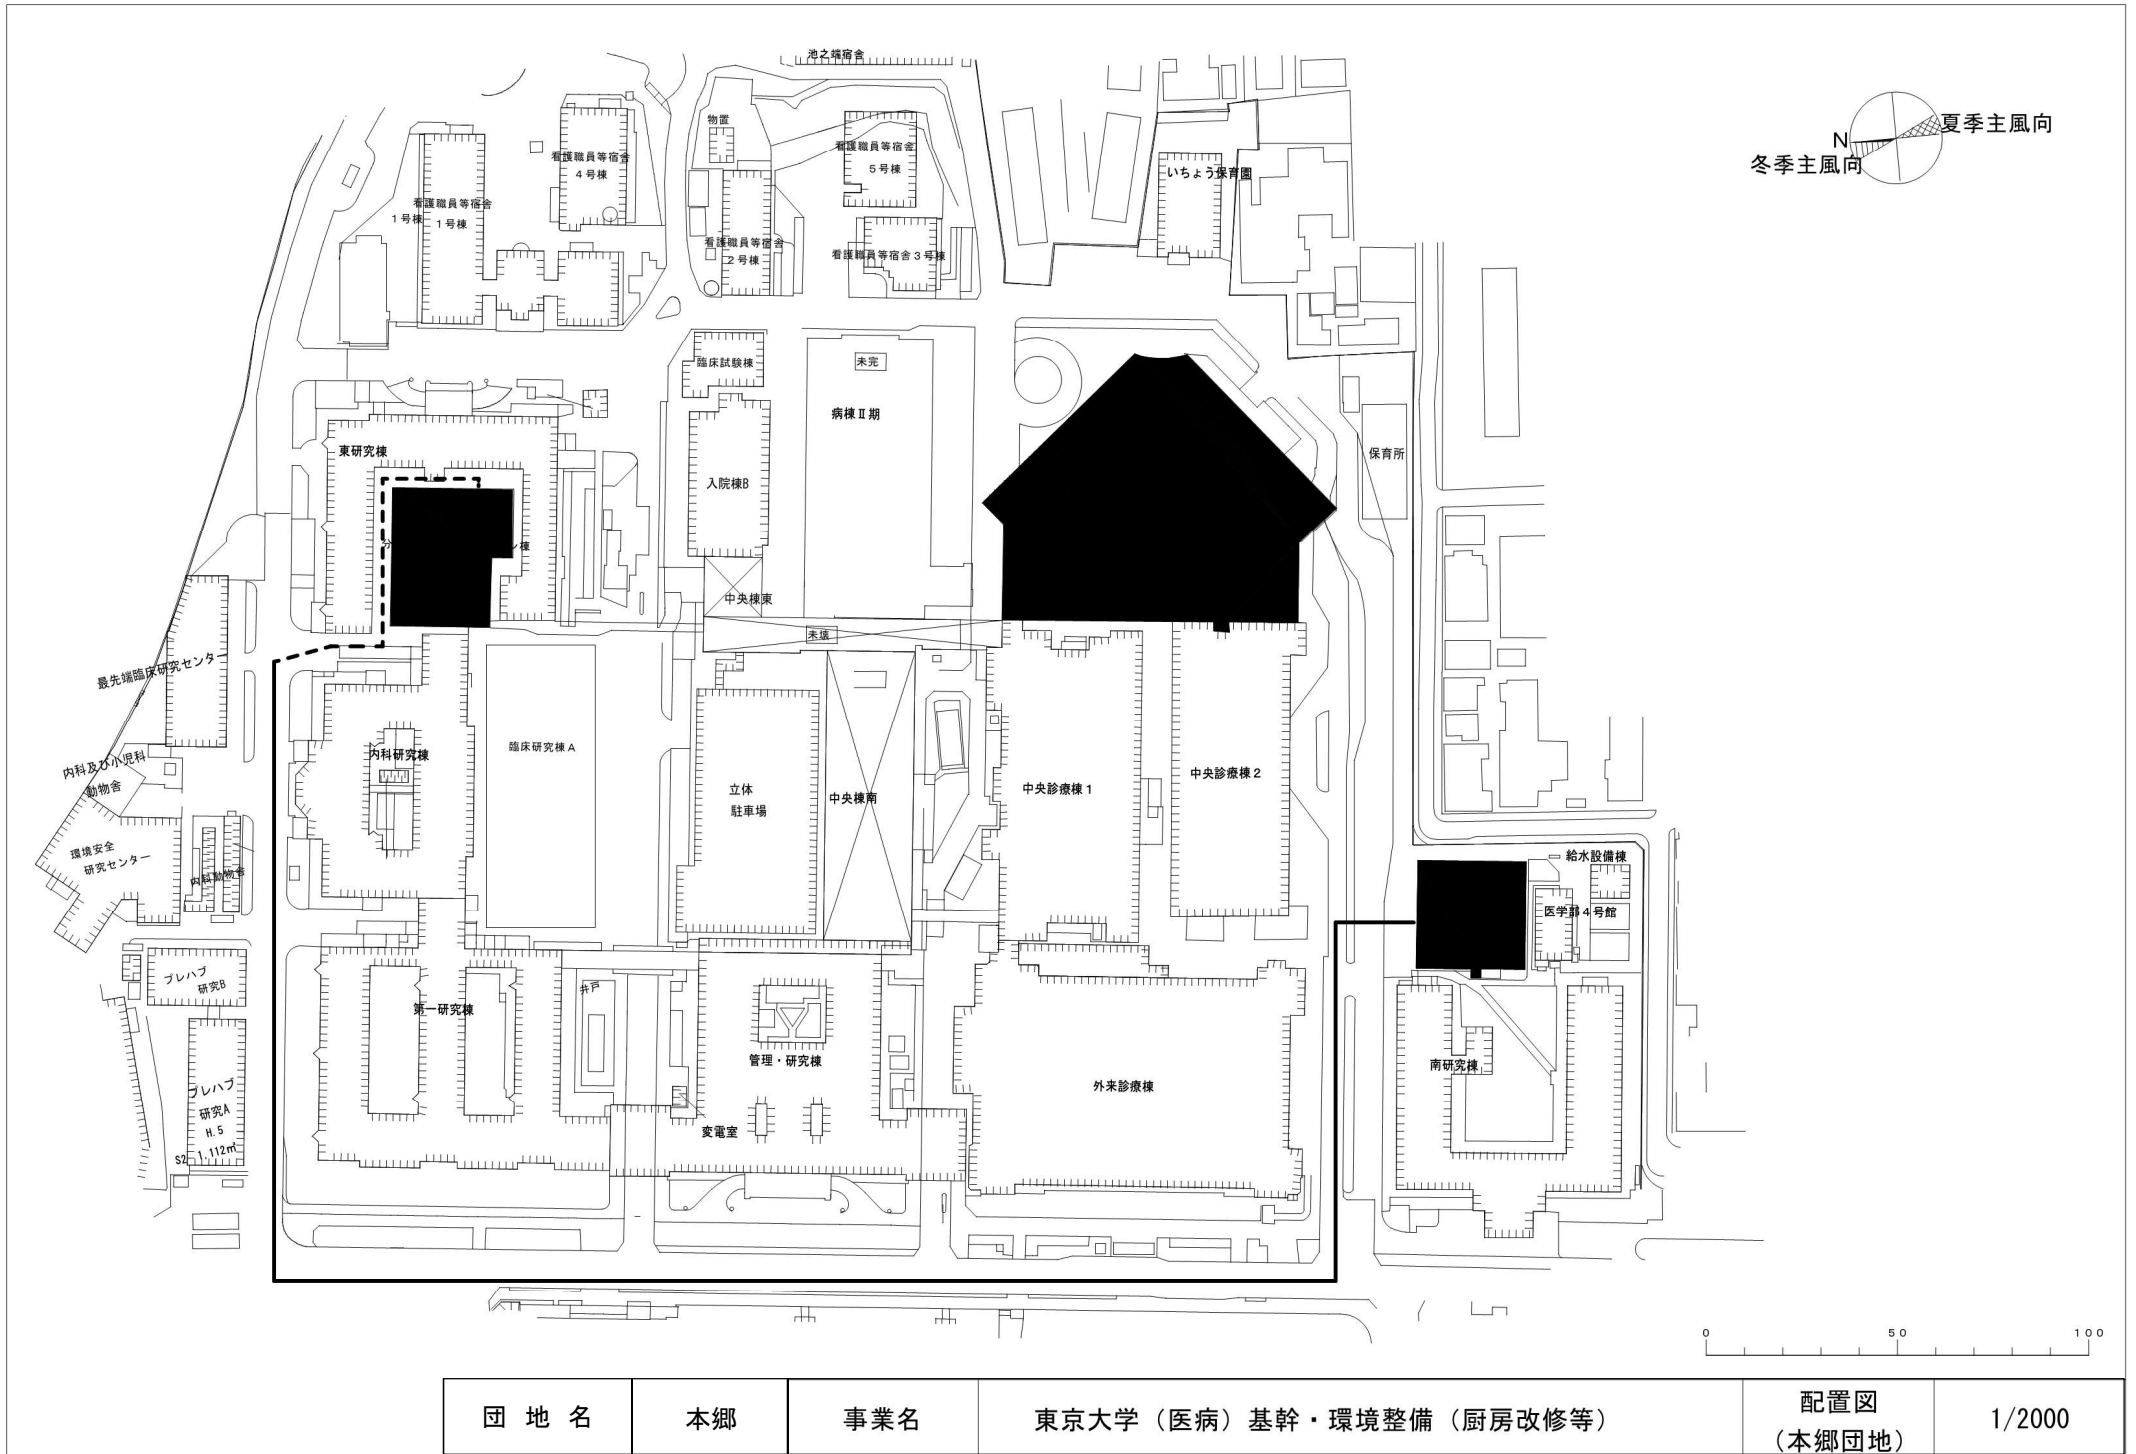 池之端宿舎
物置
看護職員等宿舎
4号棟
看護職員等宿舎
5号棟
いちょう保育園
N
夏季主風向
冬季主風向
看護職員等宿舎
1号棟
1号棟
看護職員等宿舎
2号棟
看護職員等宿舎3号棟
臨床試験棟
未完
病棟Ⅱ期
東研究棟
入院棟B
保育所
分
ン棟
中央棟東
未壊
最先端臨床研究センター
内科研究棟
臨床研究棟A
内科及び小児科
動物舎
立体
駐車場
中央棟南
中央診療棟1
中央診療棟2
環境安全
研究センター
内科動物舎
給水設備棟
医学部4号館
プレハブ
研究B
井戸
第一研究棟
管理・研究棟
外来診療棟
南研究棟
プレハブ
研究A
H.5
S2 1,112㎡
変電室
0 50 100
団地名
本郷
事業名
東京大学（医病）基幹・環境整備（厨房改修等）
配置図
（本郷団地）
1/2000